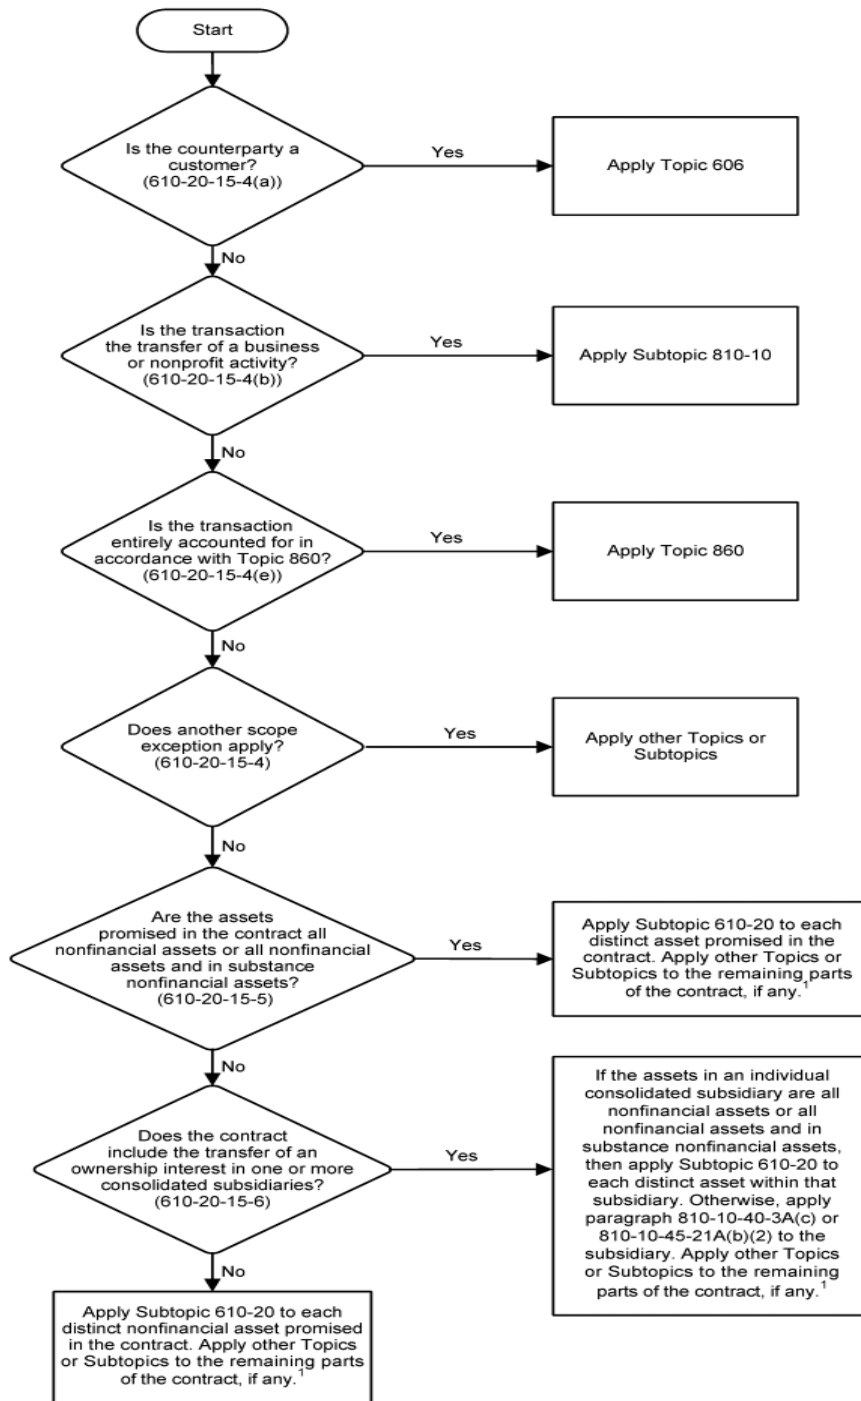 Start
Is the counterparty a
customer?
(610-20-15-4(a))
Yes
Apply Topic 606
No
Is the transaction
the transfer of a business
or nonprofit activity?
(610-20-15-4(b))
Yes
Apply Subtopic 810-10
No
Is the transaction
entirely accounted for in
accordance with Topic 860?
(610-20-15-4(e))
Yes
Apply Topic 860
No
Does another scope
exception apply?
(610-20-15-4)
Yes
Apply other Topics or
Subtopics
No
Are the assets
promised in the contract all
nonfinancial assets or all nonfinancial
assets and in substance
nonfinancial assets?
(610-20-15-5)
Yes
Apply Subtopic 610-20 to each
distinct asset promised in the
contract. Apply other Topics or
Subtopics to the remaining parts
of the contract, if any.1
No
Does the contract
include the transfer of an
ownership interest in one or more
consolidated subsidiaries?
(610-20-15-6)
Yes
If the assets in an individual
consolidated subsidiary are all
nonfinancial assets or all
nonfinancial assets and in
substance nonfinancial assets,
then apply Subtopic 610-20 to
each distinct asset within that
subsidiary. Otherwise, apply
paragraph 810-10-40-3A(c) or
810-10-45-21A(b)(2) to the
subsidiary. Apply other Topics
or Subtopics to the remaining
parts of the contract, if any.1
No
Apply Subtopic 610-20 to each
distinct nonfinancial asset promised
in the contract. Apply other Topics
or Subtopics to the remaining parts
of the contract, if any.1